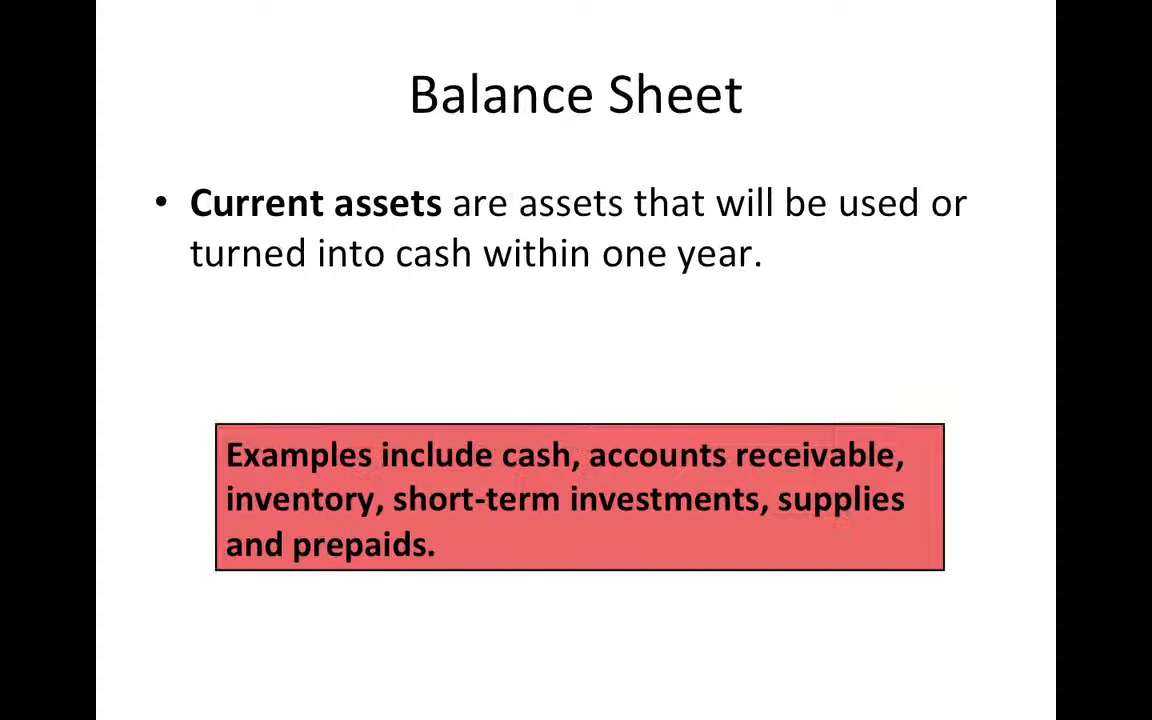 Balance Sheet
• Current assets are assets that will be used or
turned into cash within one year.
Examples include cash, accounts receivable,
inventory, short-term investments, supplies
and prepaids.